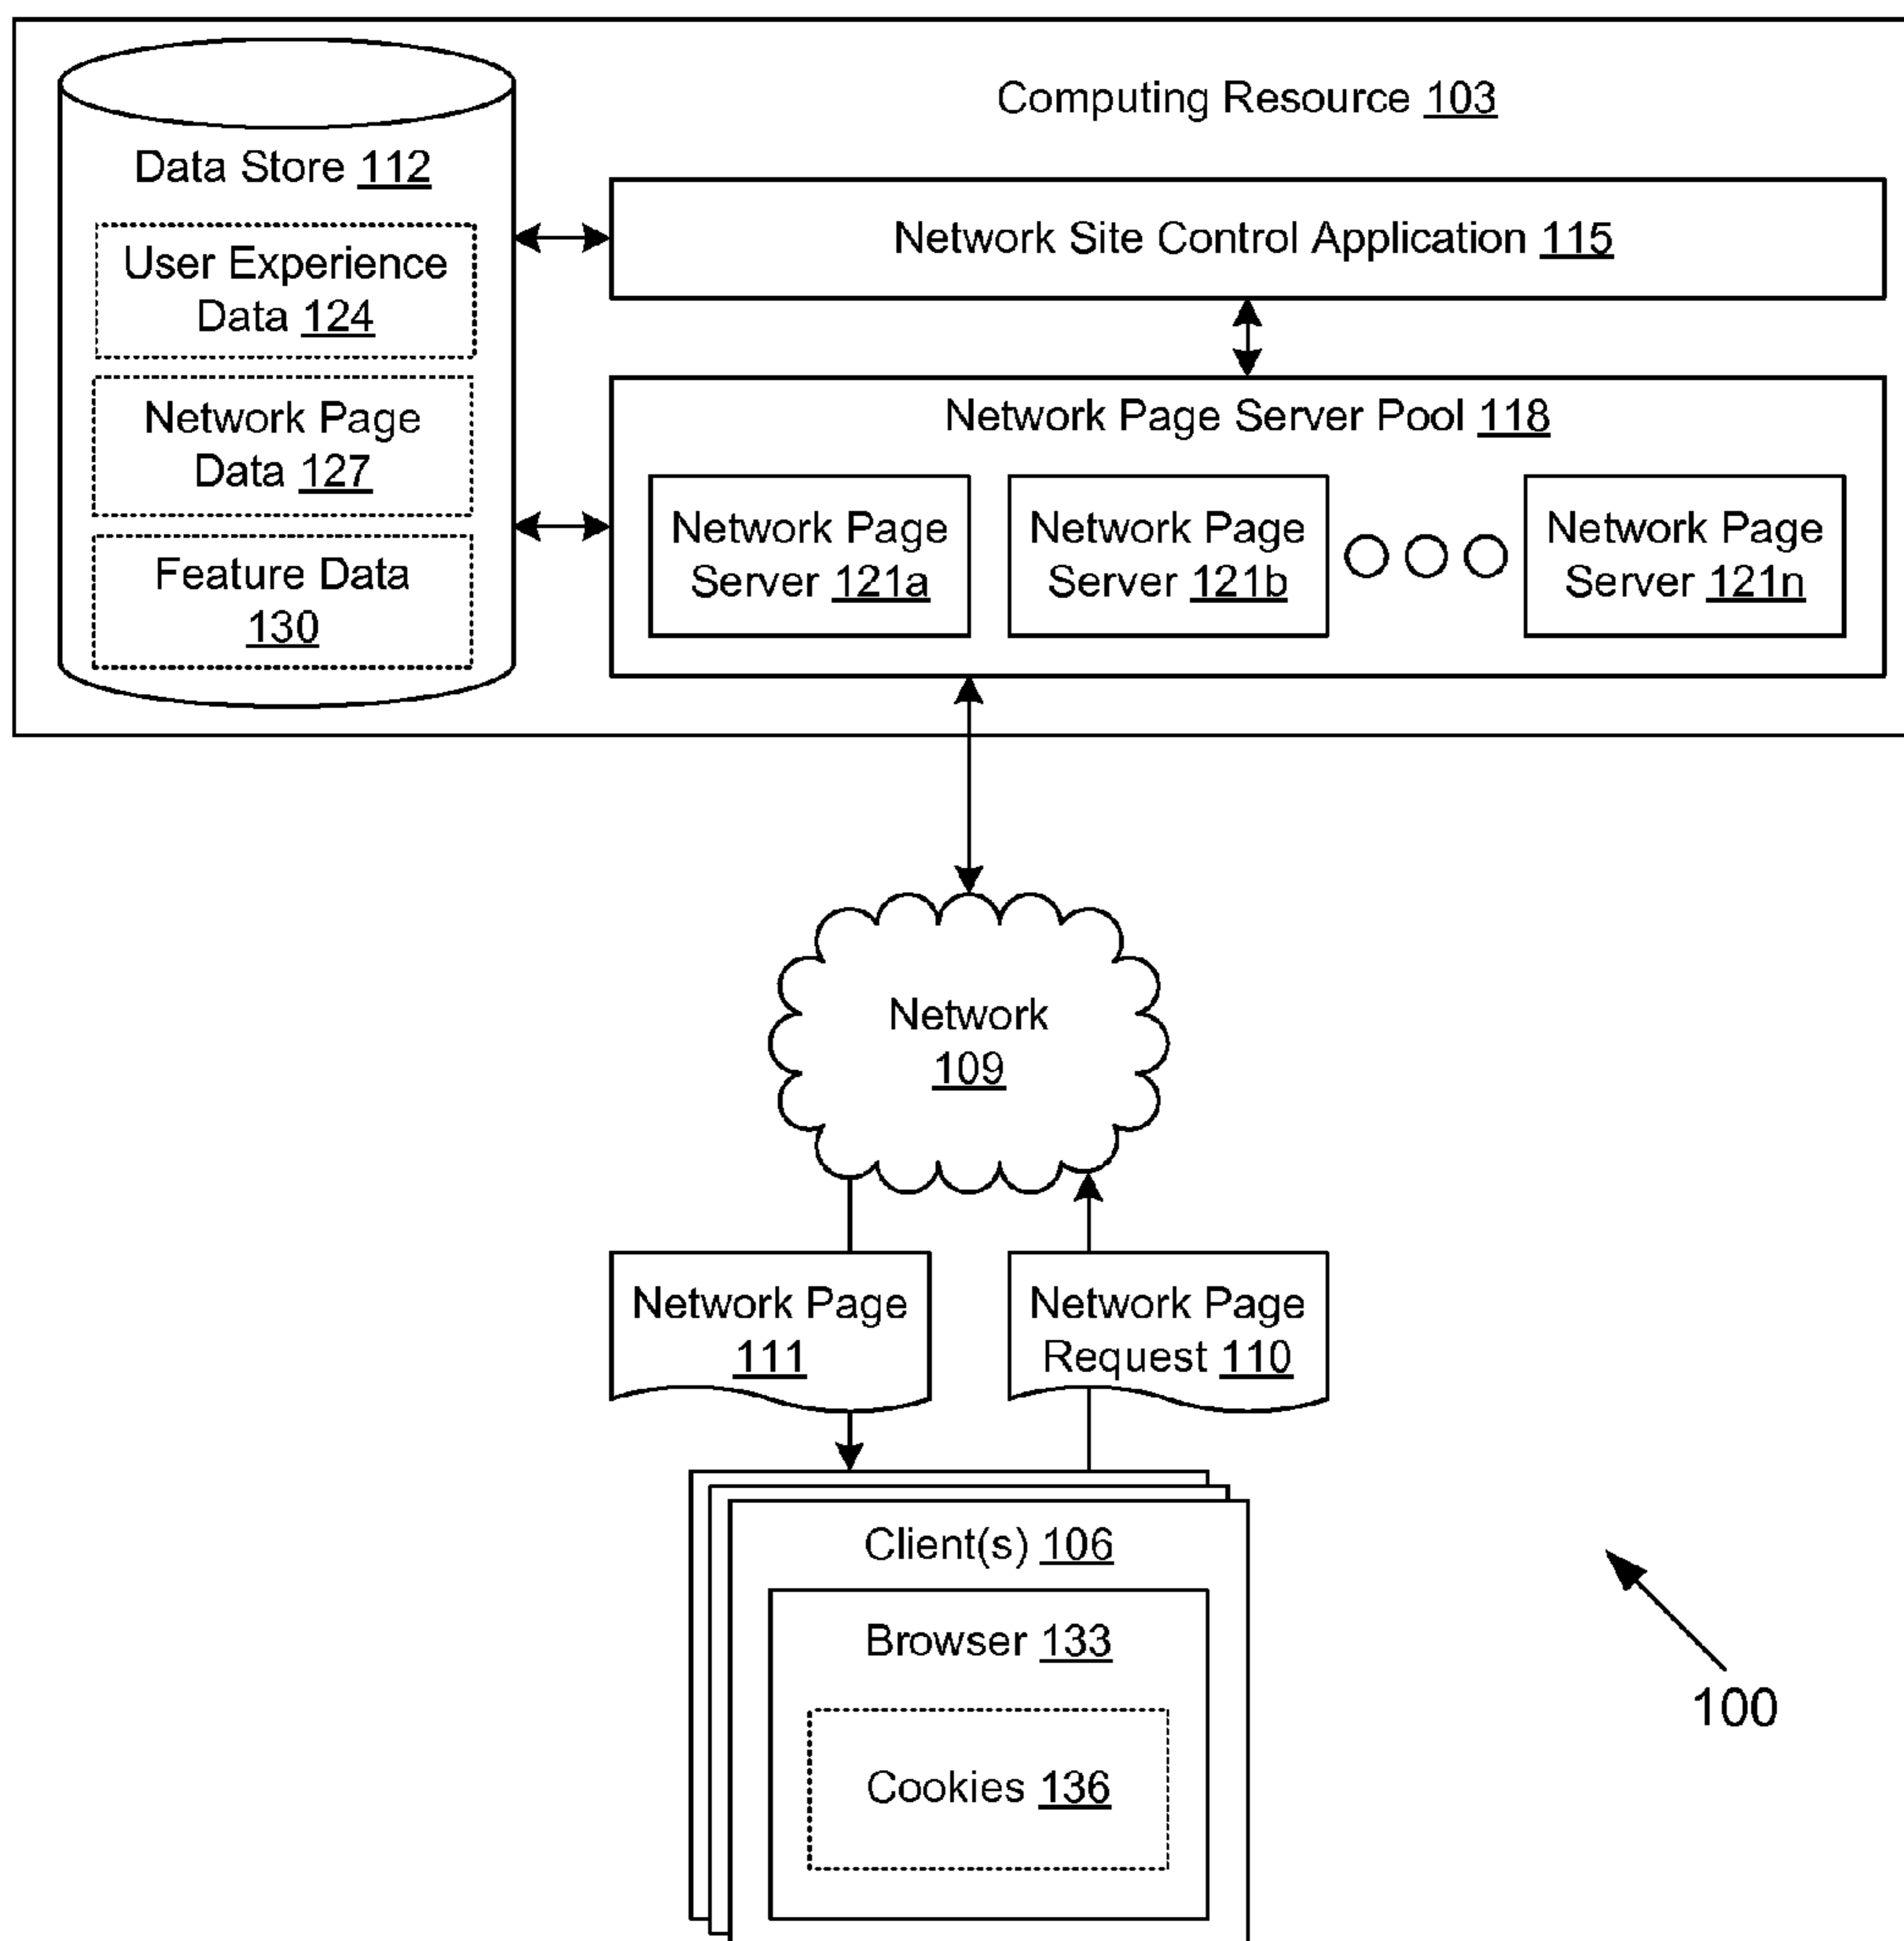 Computing Resource 103
Data Store 112
User Experience
Data 124
Network Page
Data 127
Feature Data
130
Network Site Control Application 115
Network Page Server Pool 118
Network Page
Server 121a
Network Page
Server 121b
Network Page
Server 121n
Network
109
Network Page
111
Network Page
Request 110
Client(s) 106
Browser 133
Cookies 136
100